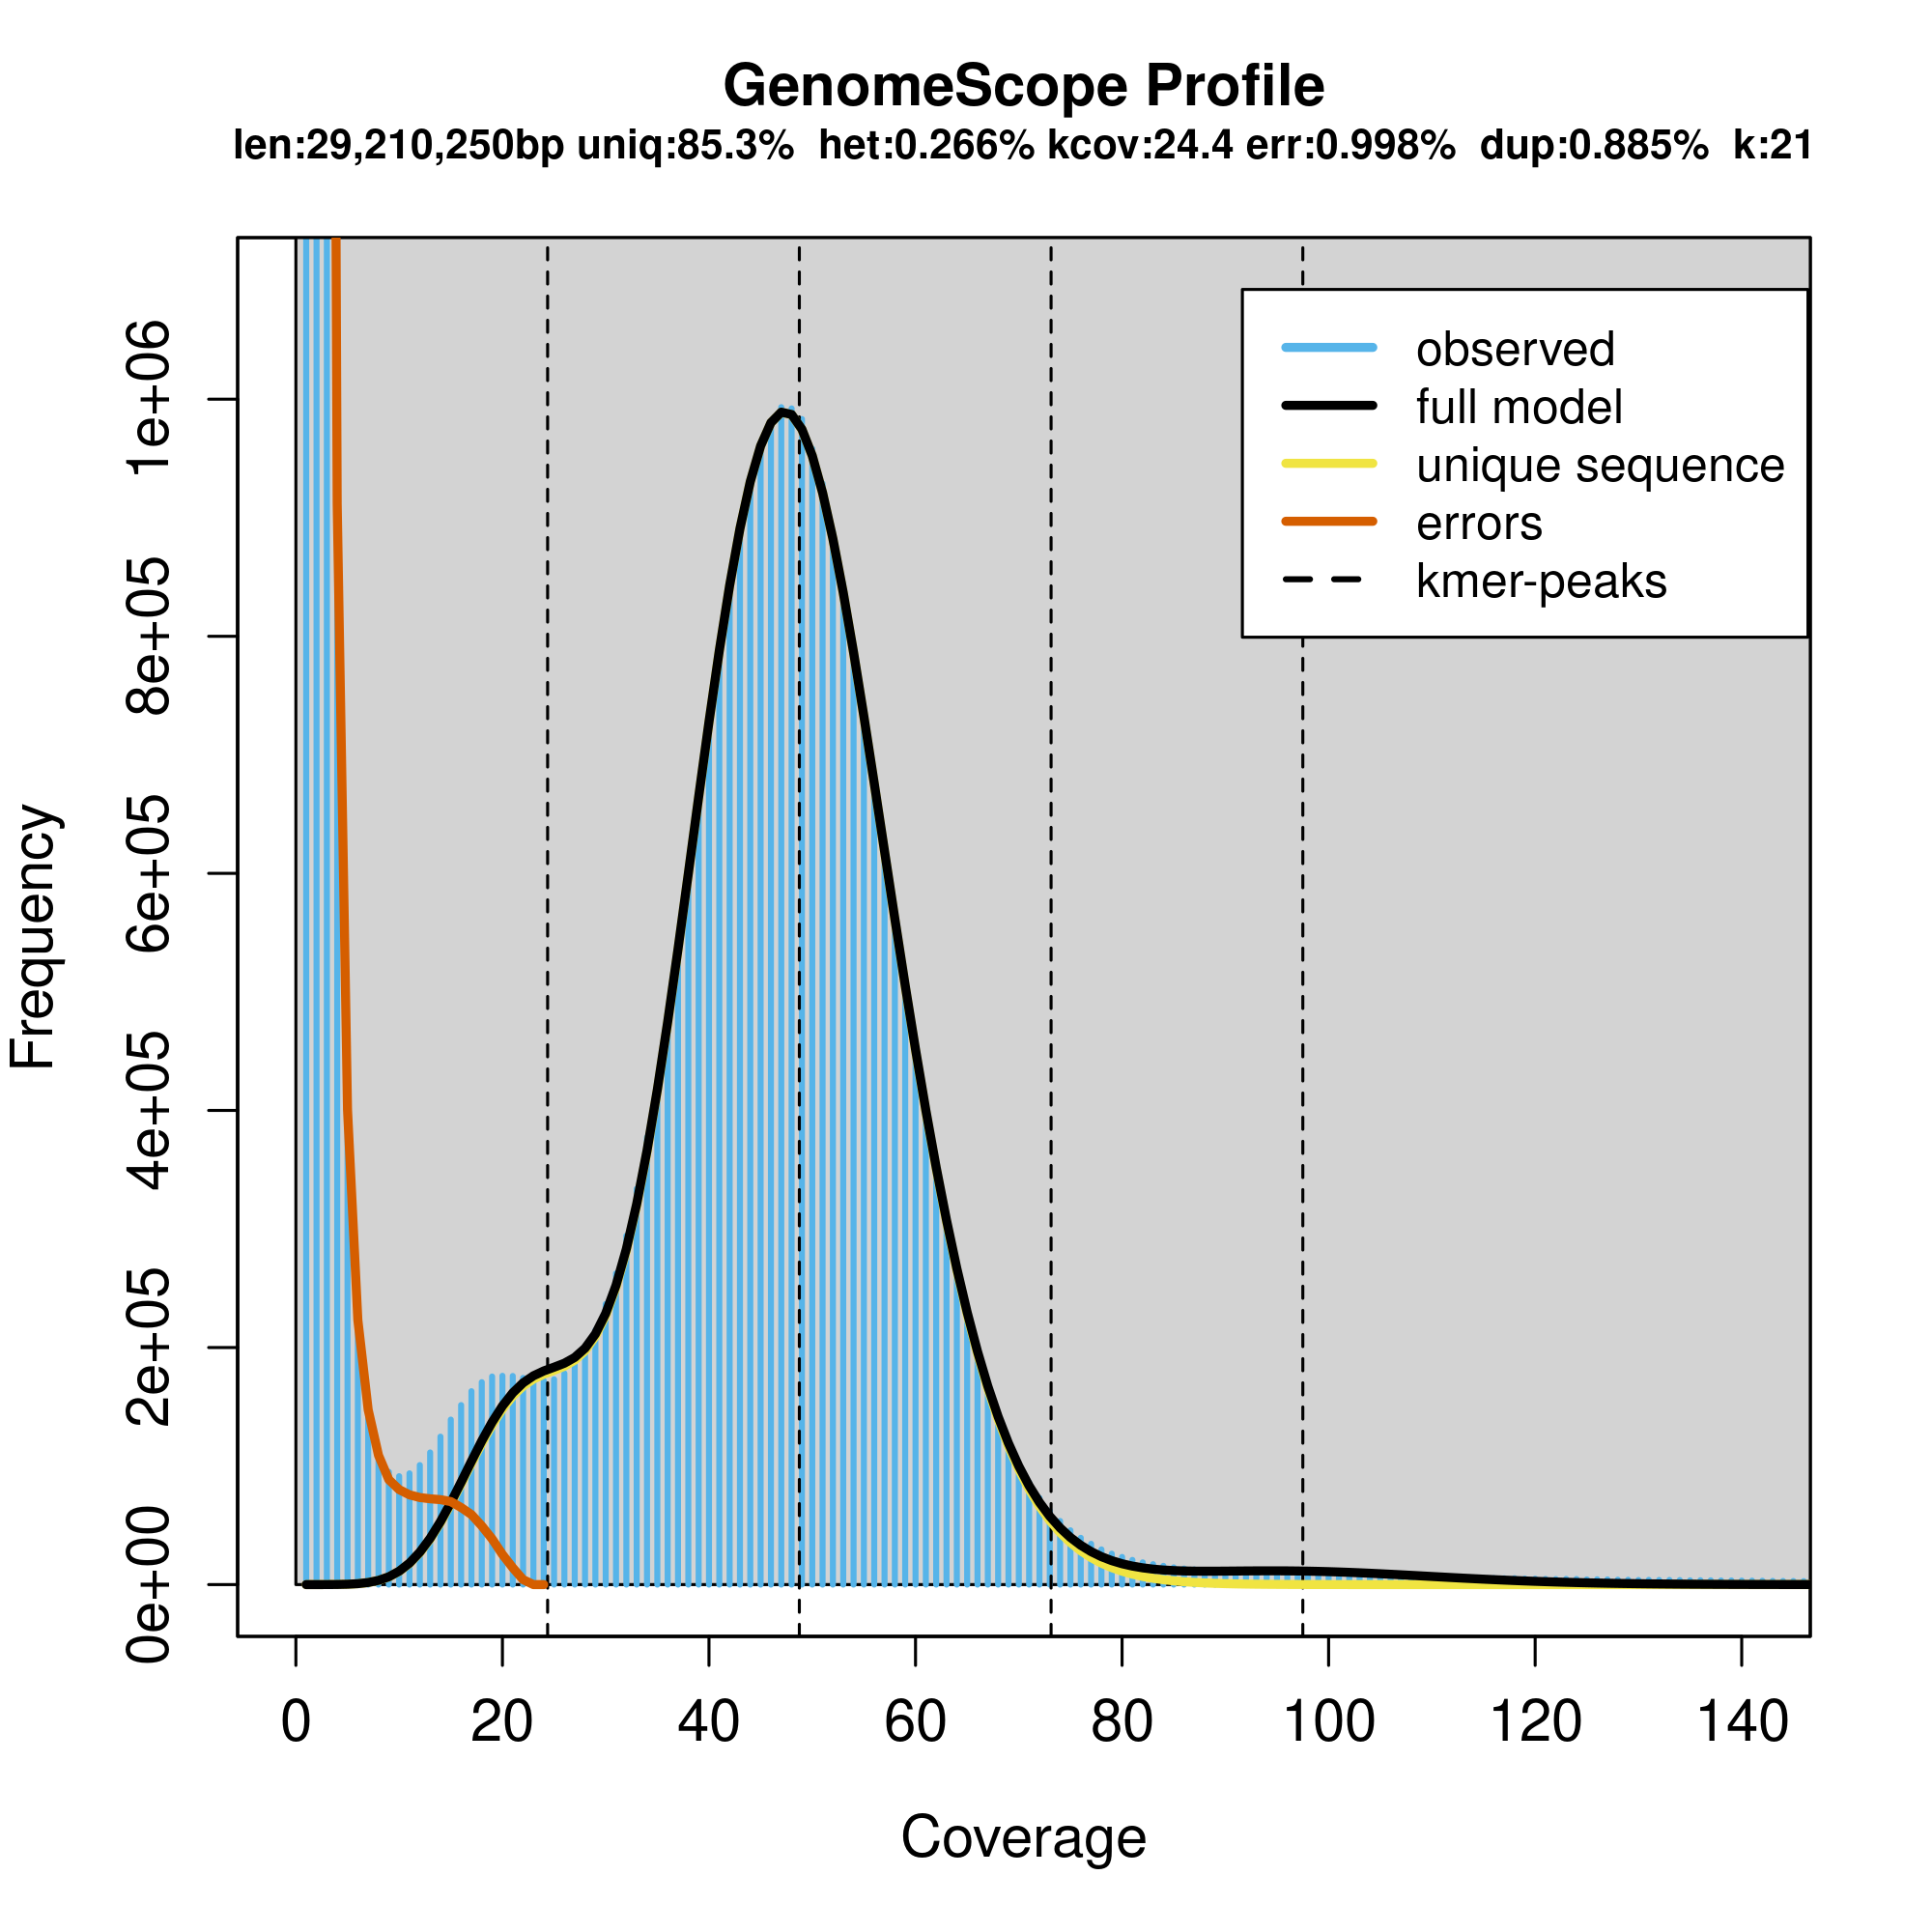 GenomeScope Profile
len:29,210,250bp uniq:85.3% het:0.266% kcov:24.4 err:0.998% dup:0.885% k:21
observed
full model
unique sequence
errors
kmer-peaks
Frequency
1e+06
8e+05
6e+05
4e+05
2e+05
0e+00
0 20 40 60 80 100 120 140
Coverage